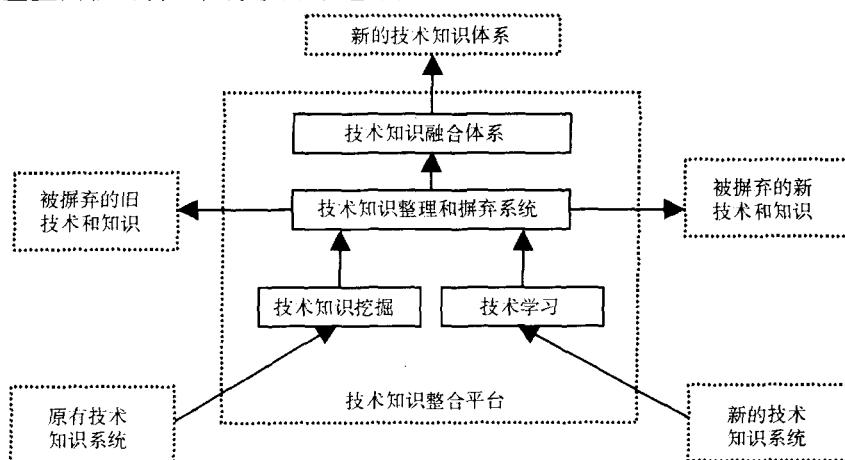 新的技术知识体系
技术知识融合体系
被摒弃的旧
技术和知识
技术知识整理和摒弃系统
被摒弃的新
技术和知识
技术知识挖掘
技术学习
技术知识整合平台
原有技术
知识系统
新的技术
知识系统